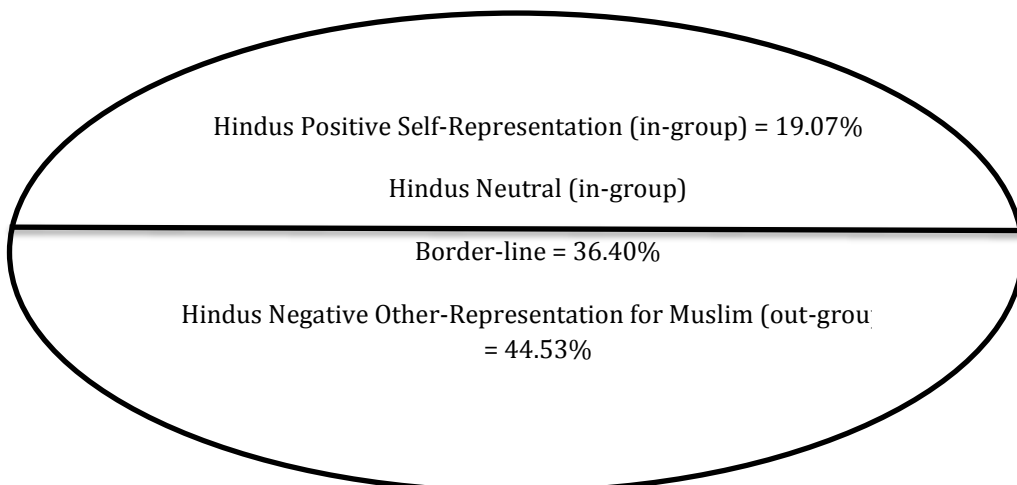 Hindus Positive Self-Representation (in-group) = 19.07%
Hindus Neutral (in-group)
Border-line = 36.40%
Hindus Negative Other-Representation for Muslim (out-grou
= 44.53%